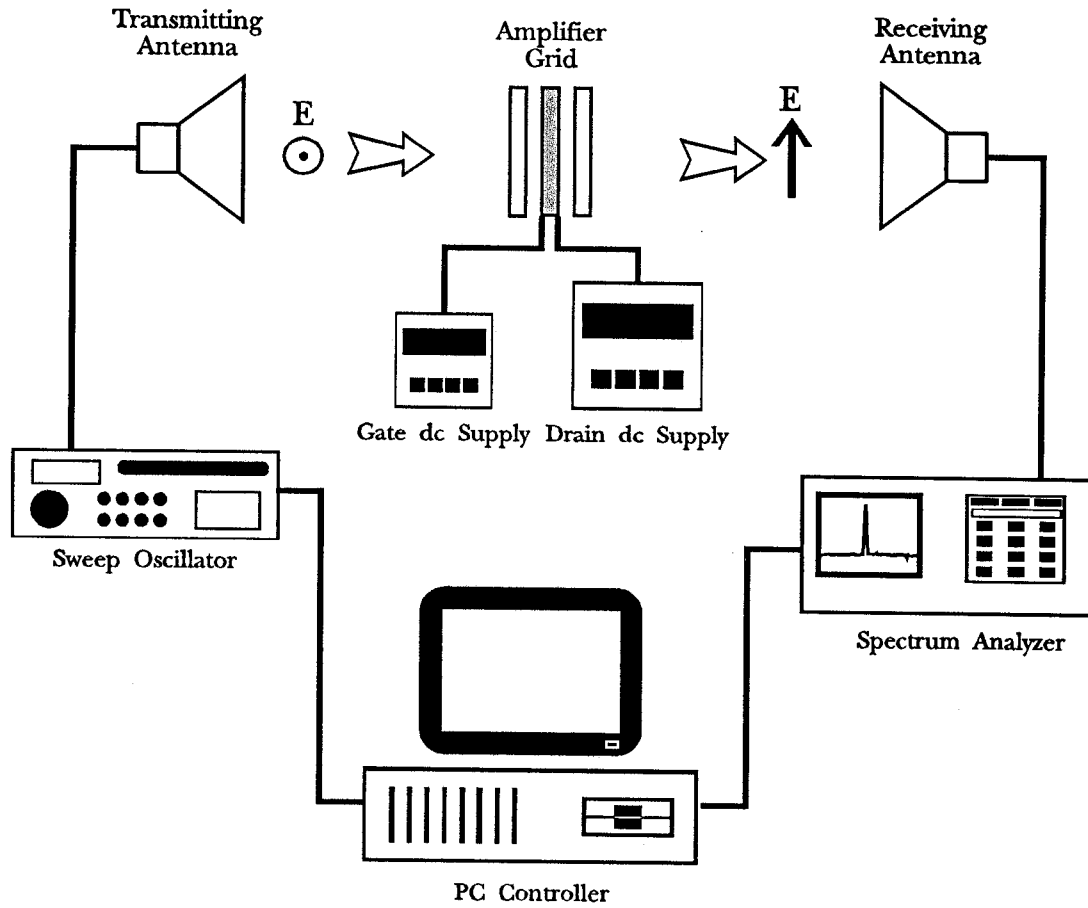 Transmitting
Antenna
Amplifier
Grid
Receiving
Antenna
E
E
Gate dc Supply
Drain dc Supply
Sweep Oscillator
Spectrum Analyzer
PC Controller